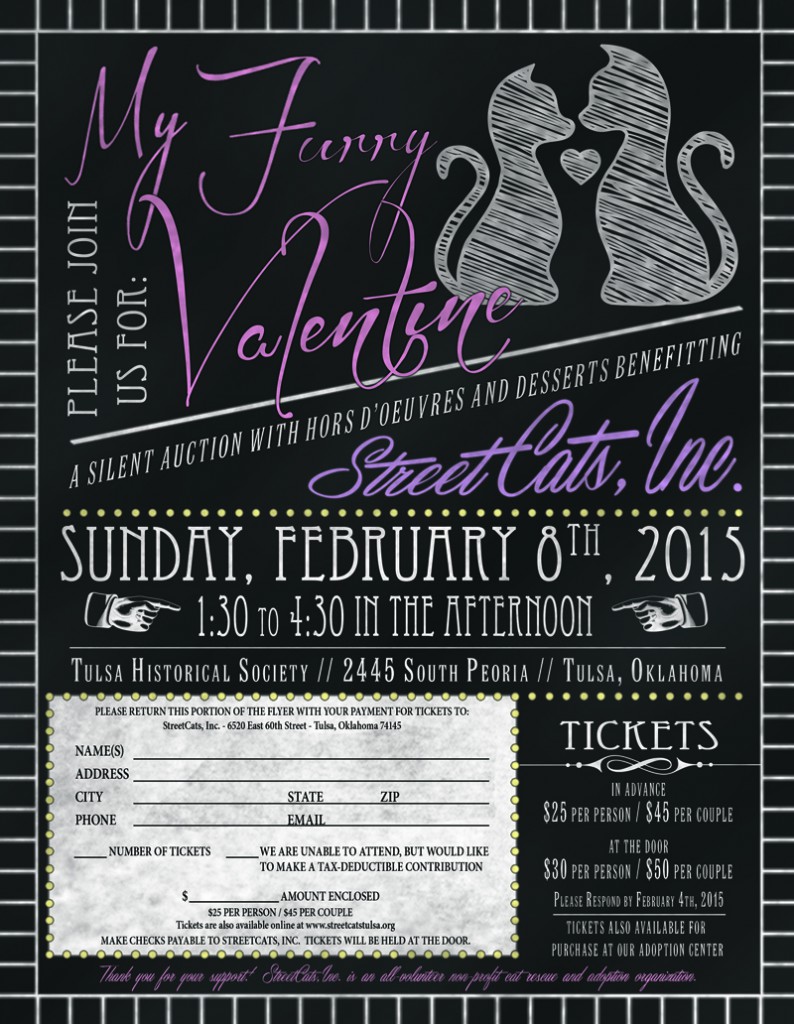 PLEASE JOIN
US FOR:
My Furry
Valentine
A SILENT AUCTION WITH HORS D'OEUVRES AND DESSERTS BENEFITTING
StreetCats, Inc.
SUNDAY, FEBRUARY 8TH, 2015
1:30 TO 4:30 IN THE AFTERNOON
TULSA HISTORICAL SOCIETY // 2445 SOUTH PEORIA // TULSA, OKLAHOMA
PLEASE RETURN THIS PORTION OF THE FLYER WITH YOUR PAYMENT FOR TICKETS TO:
StreetCats, Inc. - 6520 East 60th Street - Tulsa, Oklahoma 74145
NAME(S)
ADDRESS
CITY STATE ZIP
PHONE EMAIL
NUMBER OF TICKETS WE ARE UNABLE TO ATTEND, BUT WOULD LIKE
TO MAKE A TAX-DEDUCTIBLE CONTRIBUTION
$ AMOUNT ENCLOSED
$25 PER PERSON / $45 PER COUPLE
Tickets are also available online at www.streetcatstulsa.org
MAKE CHECKS PAYABLE TO STREETCATS, INC. TICKETS WILL BE HELD AT THE DOOR.
TICKETS
IN ADVANCE
$25 PER PERSON / $45 PER COUPLE
AT THE DOOR
$30 PER PERSON / $50 PER COUPLE
PLEASE RESPOND BY FEBRUARY 4TH, 2015
TICKETS ALSO AVAILABLE FOR
PURCHASE AT OUR ADOPTION CENTER
Thank you for your support! StreetCats, Inc. is an all-volunteer non-profit cat rescue and adoption organization.